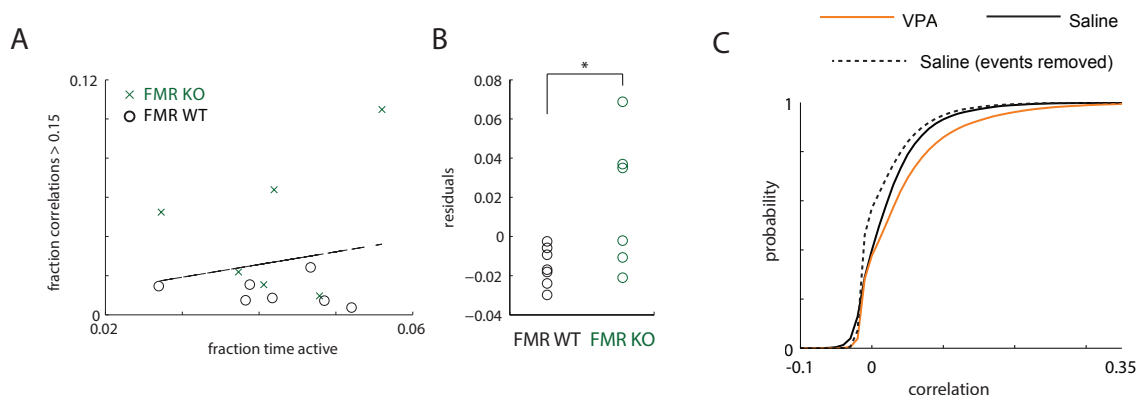 A
0.12
× FMR KO
○ FMR WT
fraction correlations > 0.15
0
0.02
0.06
fraction time active
B
*
0.08
0.06
0.04
0.02
0
−0.02
−0.04
residuals
FMR WT FMR KO
C
VPA
Saline
Saline (events removed)
1
probability
1
-0.1
0
0.35
correlation